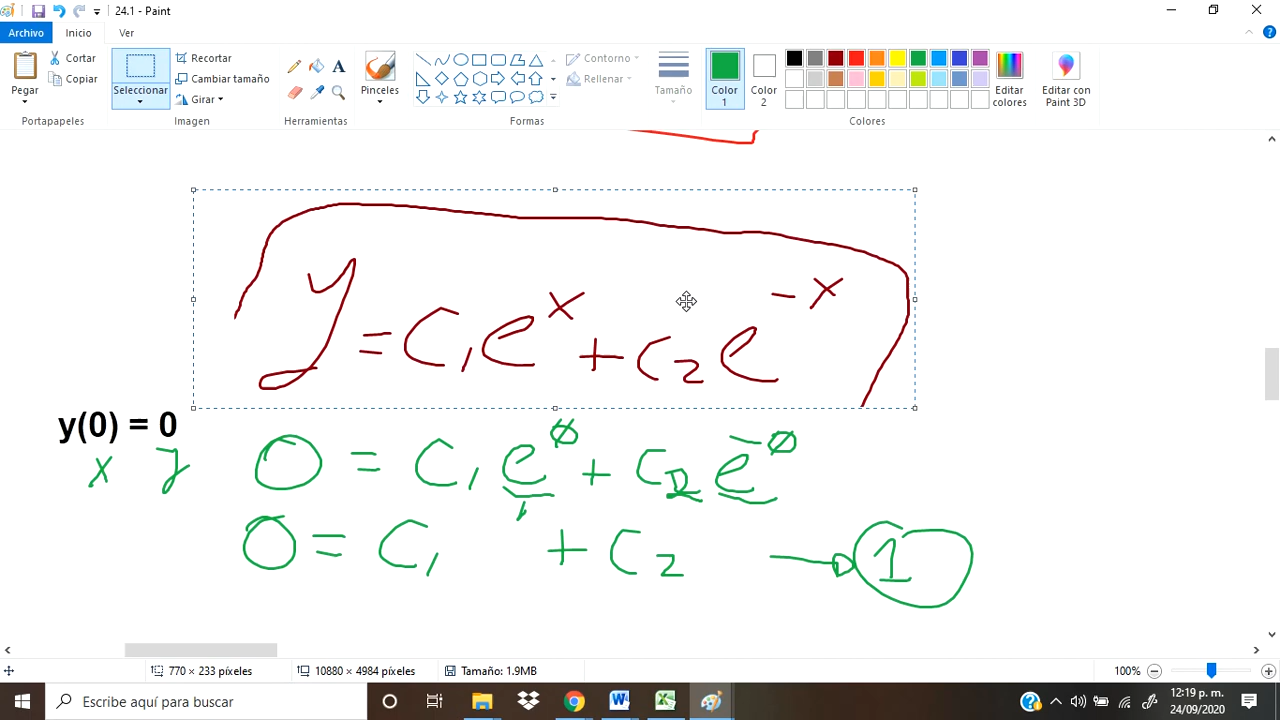 24.1 - Paint
Archivo Inicio Ver
Pegar
Cortar
Copiar
Portapapeles
Seleccionar
Recortar
Cambiar tamaño
Girar
Imagen
Herramientas
Pinceles
Contorno
Rellenar
Formas
Tamaño
Color 1
Color 2
Editar colores
Editar con Paint 3D
Colores
y = C₁e^x + C₂e^-x
y(0) = 0
x y
0 = C₁e^0 + C₂e^-0
1
0 = C₁ + C₂ → 1
770 × 233 píxeles 10880 × 4984 píxeles Tamaño: 1.9MB 100%
Escribe aquí para buscar
12:19 p. m.
24/09/2020